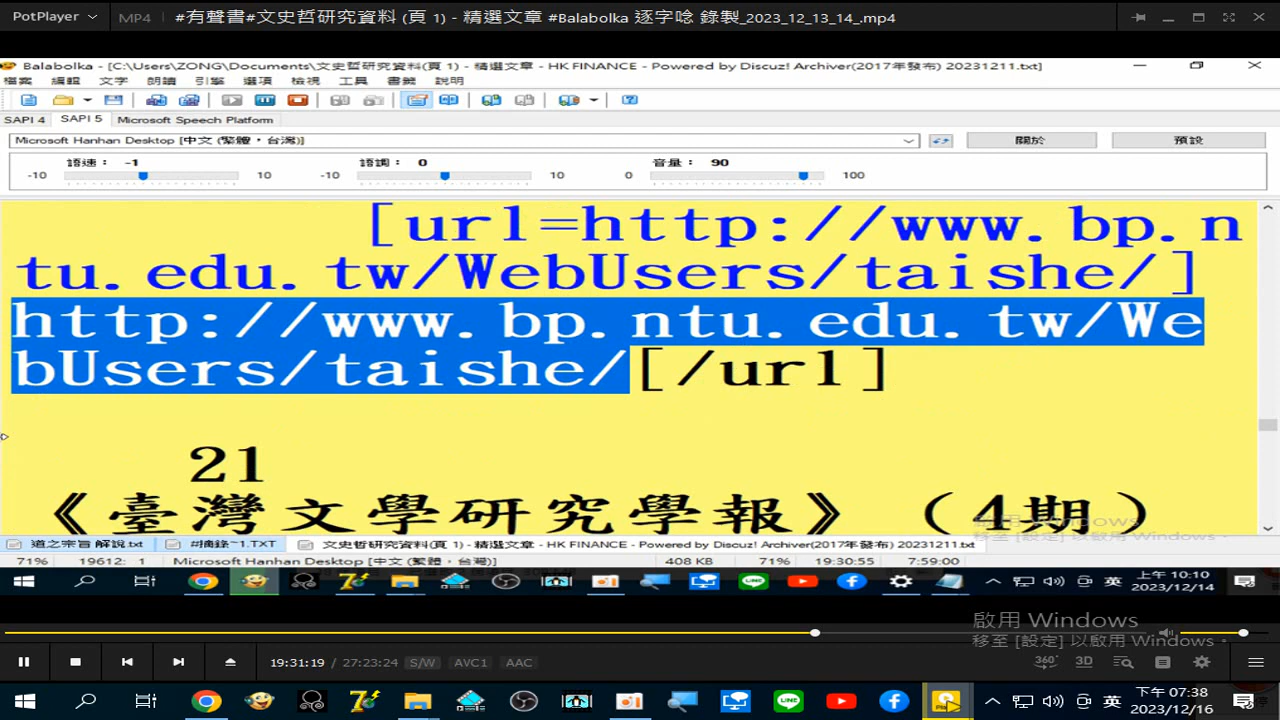 PotPlayer MP4 #有聲書#文史哲研究資料 (頁 1) - 精選文章 #Balabolka 逐字唸 錄製_2023_12_13_14_.mp4
Balabolka - [C:\Users\ZONG\Documents\文史哲研究資料(頁 1) - 精選文章 - HK FINANCE - Powered by Discuz! Archiver(2017年發布) 20231211.txt]
檔案 編輯 文字 朗讀 引擎 選項 檢視 工具 書籤 說明
SAPI 4 SAPI 5 Microsoft Speech Platform
Microsoft Hanhan Desktop [中文 (繁體，台灣)] 關於 預設
語速： -1 語調： 0 音量： 90
-10 10 -10 10 0 100
[url=http://www.bp.n
tu.edu.tw/WebUsers/taishe/]
http://www.bp.ntu.edu.tw/We
bUsers/taishe/[/url]
21
《臺灣文學研究學報》（4期）
啟用 Windows
移至 [設定] 以啟用 Windows。
道之宗旨 解說.txt #摘錄~1.TXT 文史哲研究資料(頁 1) - 精選文章 - HK FINANCE - Powered by Discuz! Archiver(2017年發布) 20231211.txt
71% 19612: 1 Microsoft Hanhan Desktop [中文 (繁體，台灣)] 408 KB 71% 19:30:55 7:59:00
英 上午 10:10
2023/12/14
啟用 Windows
移至 [設定] 以啟用 Windows。
19:31:19 / 27:23:24 S/W AVC1 AAC 360° 3D
英 下午 07:38
2023/12/16